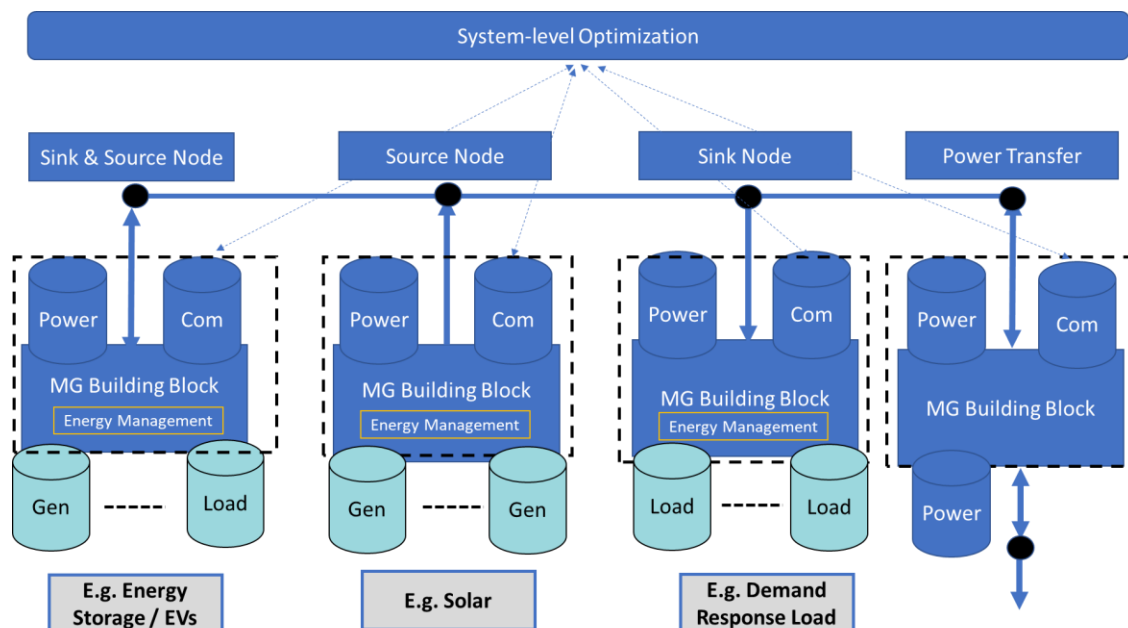 System-level Optimization
Sink & Source Node
Source Node
Sink Node
Power Transfer
Power
Com
Power
Com
Power
Com
Power
Com
MG Building Block
Energy Management
MG Building Block
Energy Management
MG Building Block
Energy Management
MG Building Block
Gen
Load
Gen
Gen
Load
Load
Power
E.g. Energy
Storage / EVs
E.g. Solar
E.g. Demand
Response Load